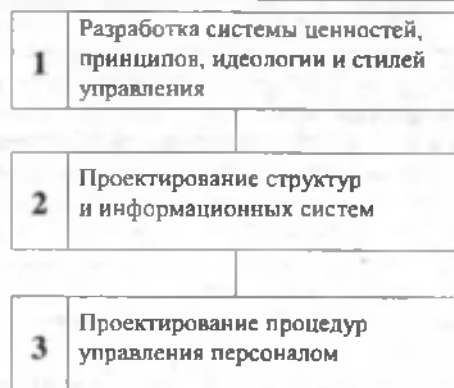 1
Разработка системы ценностей,
принципов, идеологии и стилей
управления
2
Проектирование структур
и информационных систем
3
Проектирование процедур
управления персоналом